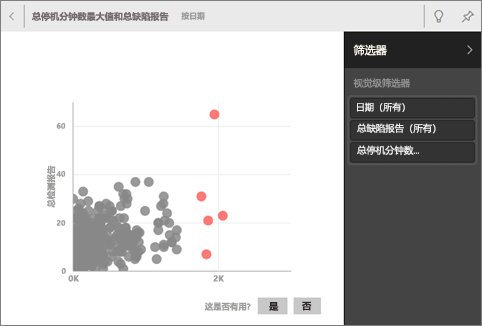 总停机分钟数最大值和总缺陷报告 按日期
筛选器
视觉级筛选器
日期（所有）
总缺陷报告（所有）
总停机分钟数...
总检测报告
60
40
20
0
0K
2K
这是否有用?
是
否